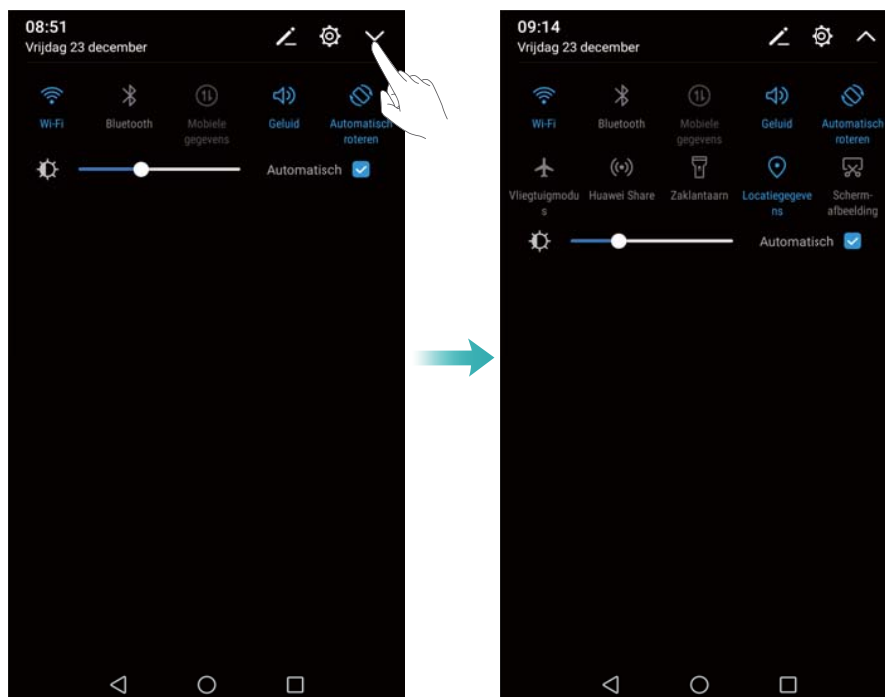 08:51
Vrijdag 23 december
Wi-Fi
Bluetooth
Mobiele
gegevens
Geluid
Automatisch
roteren
Automatisch
09:14
Vrijdag 23 december
Wi-Fi
Bluetooth
Mobiele
gegevens
Geluid
Automatisch
roteren
Vliegtuigmodu
s
Huawei Share
Zaklantaarn
Locatiegegeve
ns
Scherm-
afbeelding
Automatisch